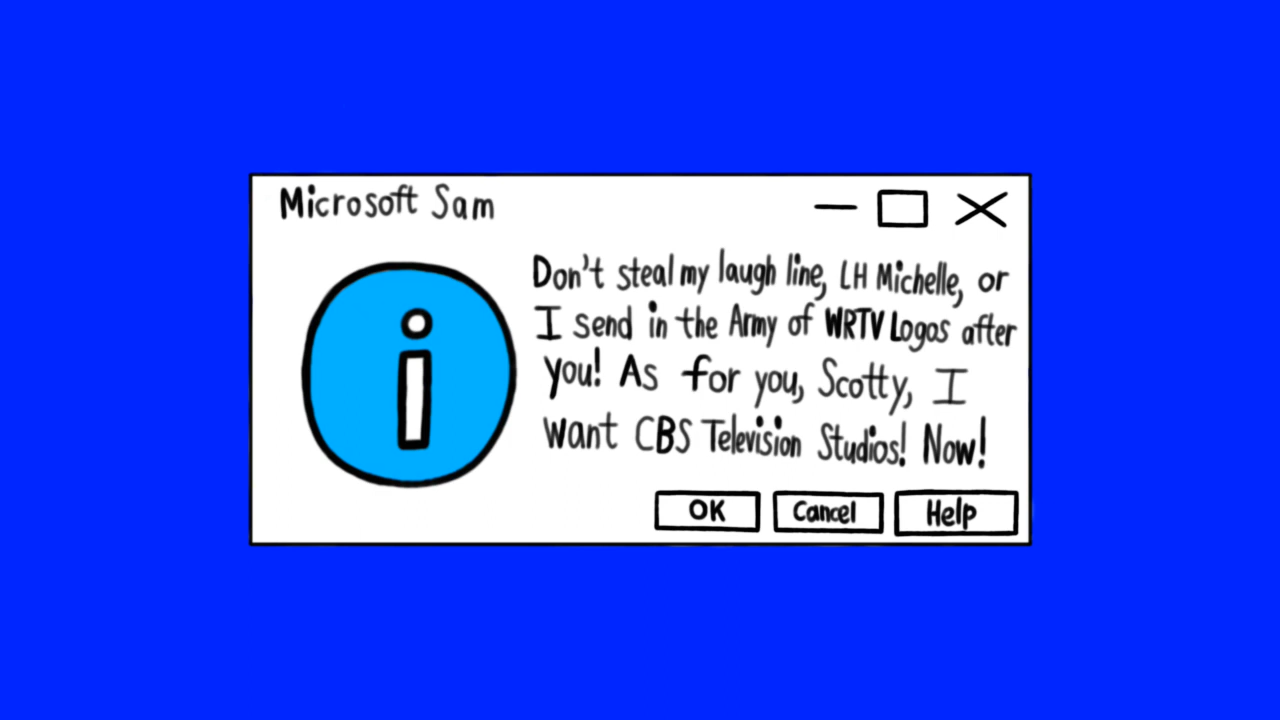 Microsoft Sam
Don't steal my laugh line, LH Michelle, or
I send in the Army of WRTV Logos after
you! As for you, Scotty, I
want CBS Television Studios! Now!
OK Cancel Help